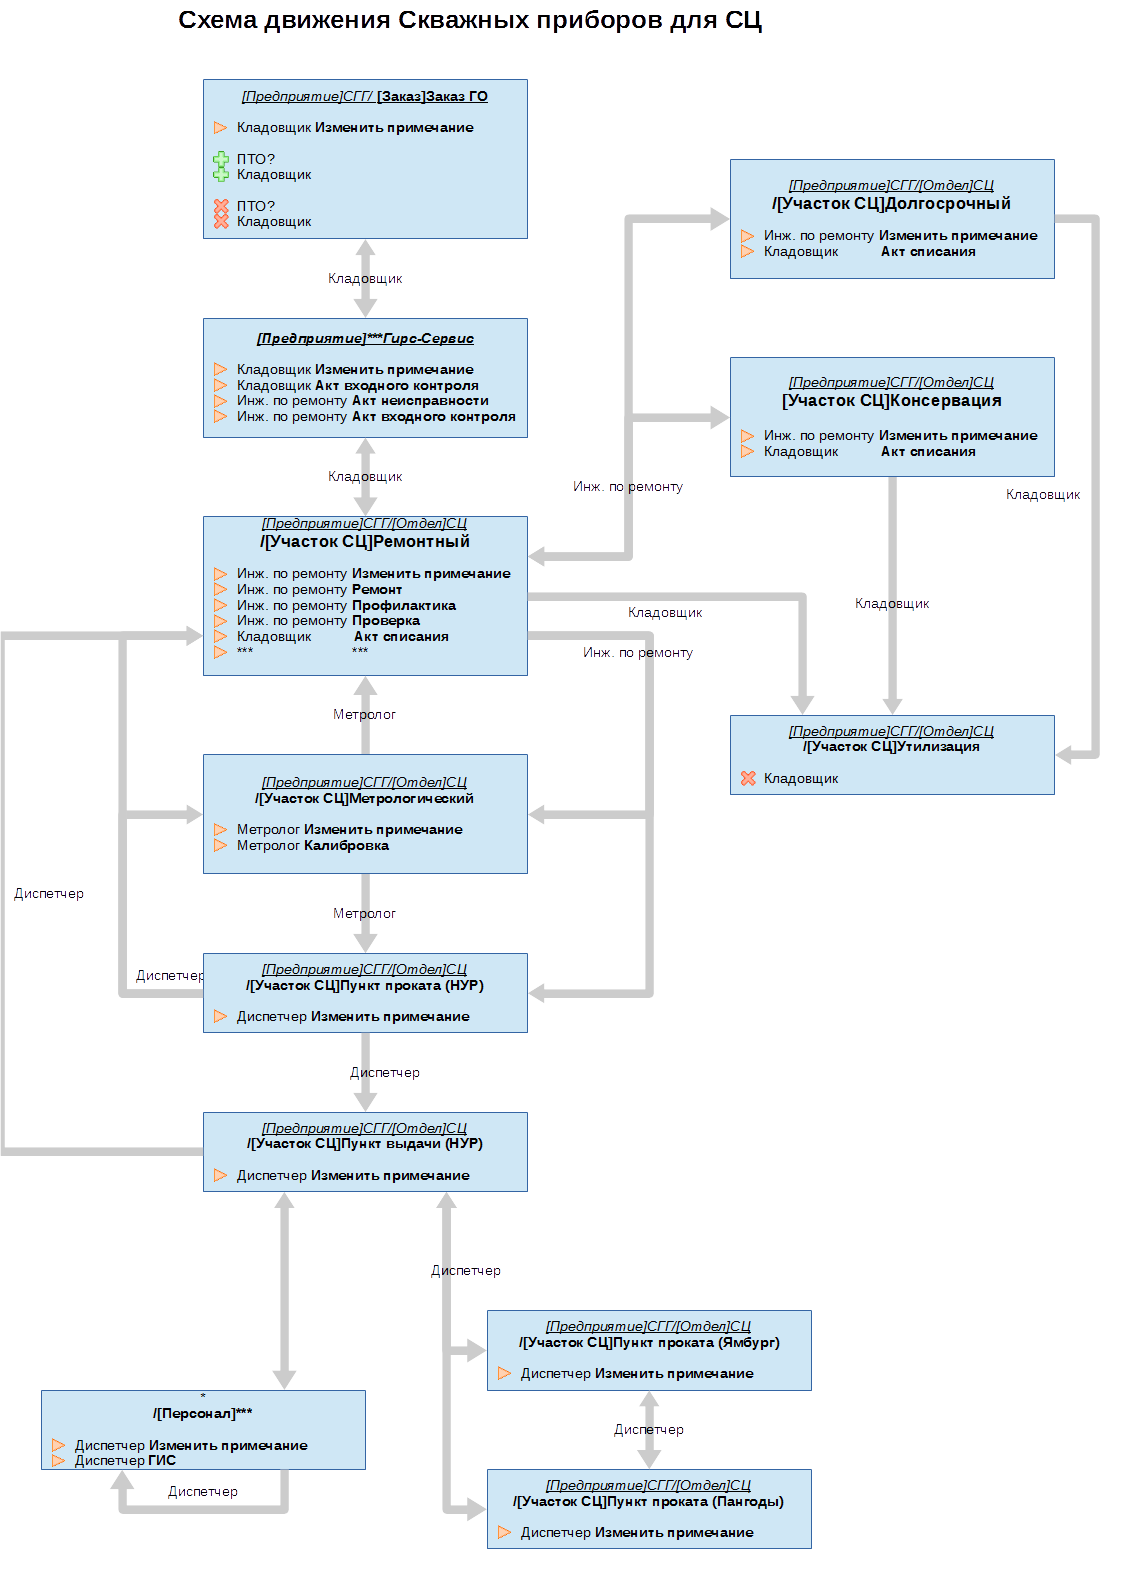 Схема движения Скважных приборов для СЦ
[Предприятие]СГГ/ [Заказ]Заказ ГО
Кладовщик Изменить примечание
ПТО?
Кладовщик
ПТО?
Кладовщик
Кладовщик
[Предприятие]***Гирс-Сервис
Кладовщик Изменить примечание
Кладовщик Акт входного контроля
Инж. по ремонту Акт неисправности
Инж. по ремонту Акт входного контроля
Кладовщик
[Предприятие]СГГ/[Отдел]СЦ
/[Участок СЦ]Ремонтный
Инж. по ремонту Изменить примечание
Инж. по ремонту Ремонт
Инж. по ремонту Профилактика
Инж. по ремонту Проверка
Кладовщик Акт списания
*** ***
[Предприятие]СГГ/[Отдел]СЦ
/[Участок СЦ]Долгосрочный
Инж. по ремонту Изменить примечание
Кладовщик Акт списания
[Предприятие]СГГ/[Отдел]СЦ
[Участок СЦ]Консервация
Инж. по ремонту Изменить примечание
Кладовщик Акт списания
Инж. по ремонту
Кладовщик
Кладовщик
Кладовщик
Инж. по ремонту
[Предприятие]СГГ/[Отдел]СЦ
/[Участок СЦ]Утилизация
Кладовщик
Метролог
[Предприятие]СГГ/[Отдел]СЦ
/[Участок СЦ]Метрологический
Метролог Изменить примечание
Метролог Калибровка
Диспетчер
Метролог
Диспетчер
[Предприятие]СГГ/[Отдел]СЦ
/[Участок СЦ]Пункт проката (НУР)
Диспетчер Изменить примечание
Диспетчер
[Предприятие]СГГ/[Отдел]СЦ
/[Участок СЦ]Пункт выдачи (НУР)
Диспетчер Изменить примечание
Диспетчер
[Предприятие]СГГ/[Отдел]СЦ
/[Участок СЦ]Пункт проката (Ямбург)
Диспетчер Изменить примечание
Диспетчер
[Предприятие]СГГ/[Отдел]СЦ
/[Участок СЦ]Пункт проката (Пангоды)
Диспетчер Изменить примечание
*
/[Персонал]***
Диспетчер Изменить примечание
Диспетчер ГИС
Диспетчер